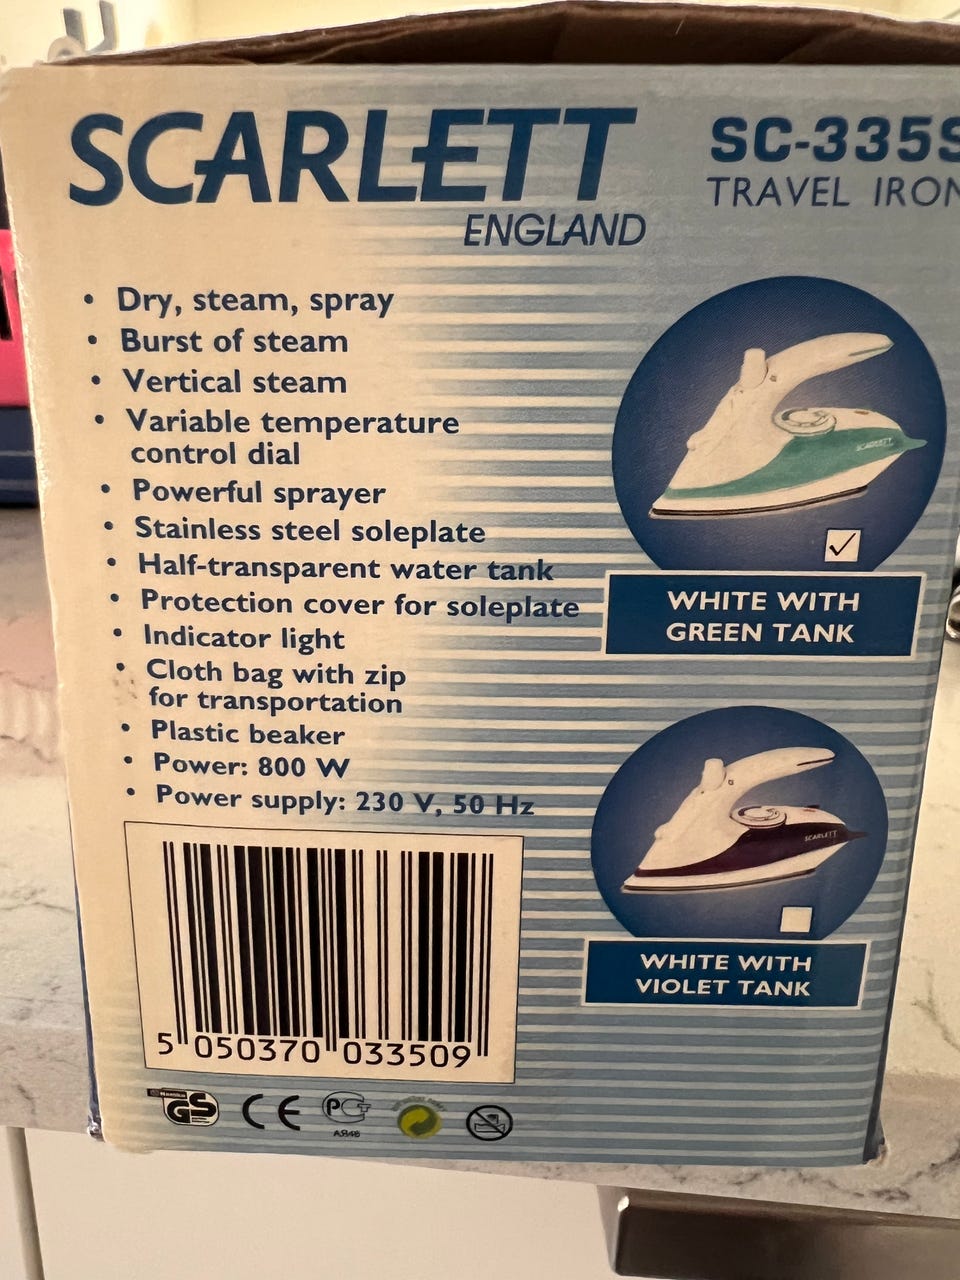 SCARLETT
ENGLAND
SC-335S
TRAVEL IRON
• Dry, steam, spray
• Burst of steam
• Vertical steam
• Variable temperature
control dial
• Powerful sprayer
• Stainless steel soleplate
• Half-transparent water tank
• Protection cover for soleplate
• Indicator light
• Cloth bag with zip
for transportation
• Plastic beaker
• Power: 800 W
• Power supply: 230 V, 50 Hz
SCARLETT
WHITE WITH
GREEN TANK
SCARLETT
WHITE WITH
VIOLET TANK
5 050370 033509
GS
CE
РСТ